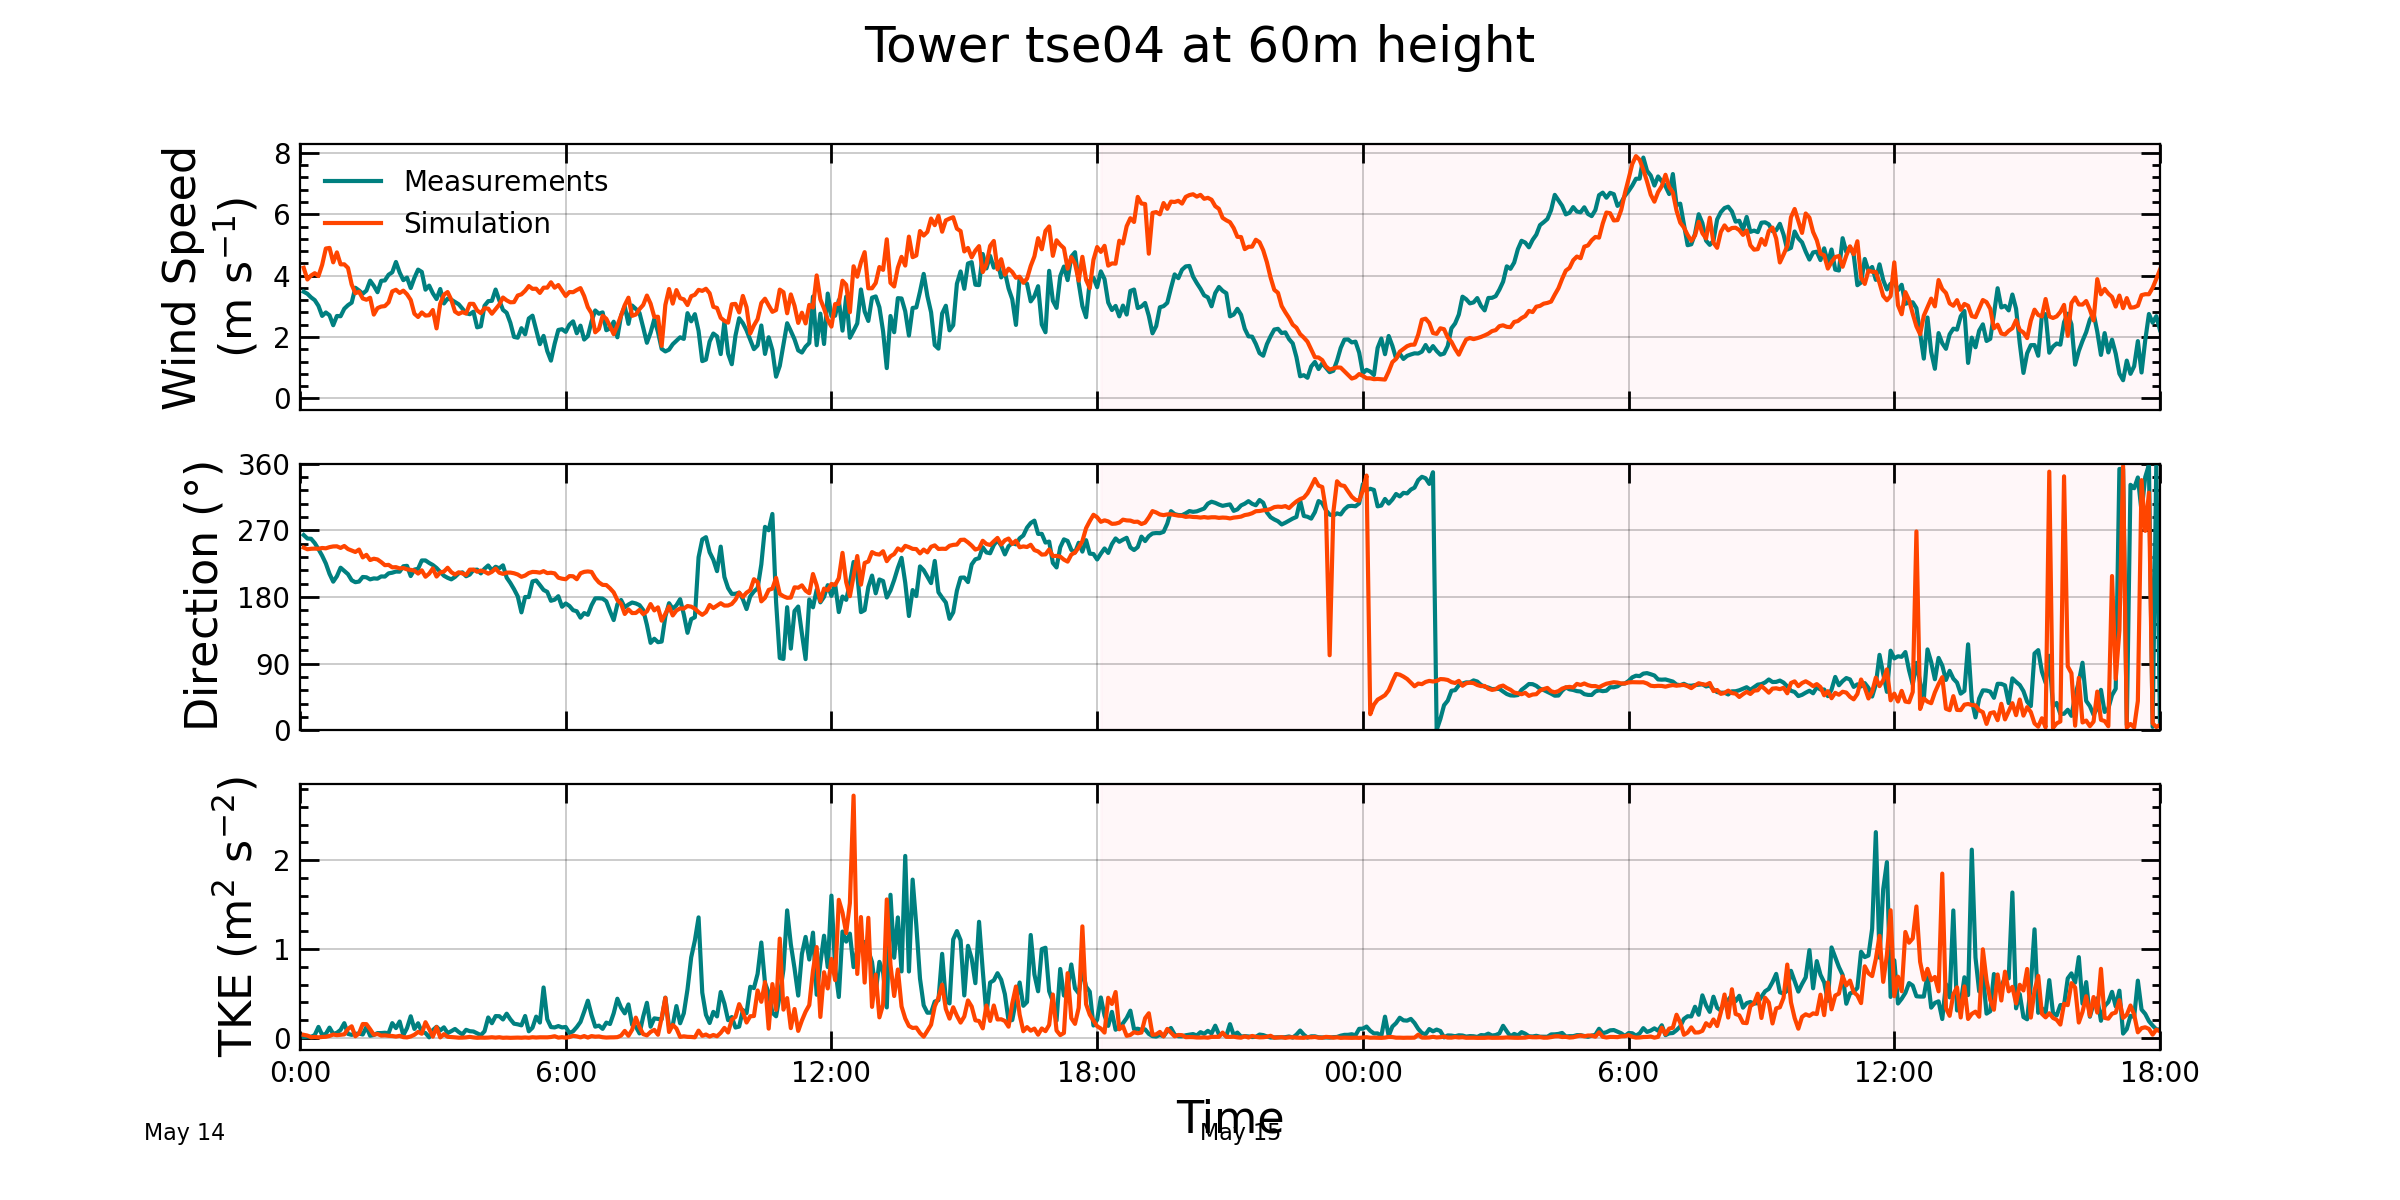 Tower tse04 at 60m height
Wind Speed
(m s⁻¹)
8
6
4
2
0
Measurements
Simulation
Direction (°)
360
270
180
90
0
TKE (m² s⁻²)
2
1
0
0:00 6:00 12:00 18:00 00:00 6:00 12:00 18:00
Time
May 14 May 15